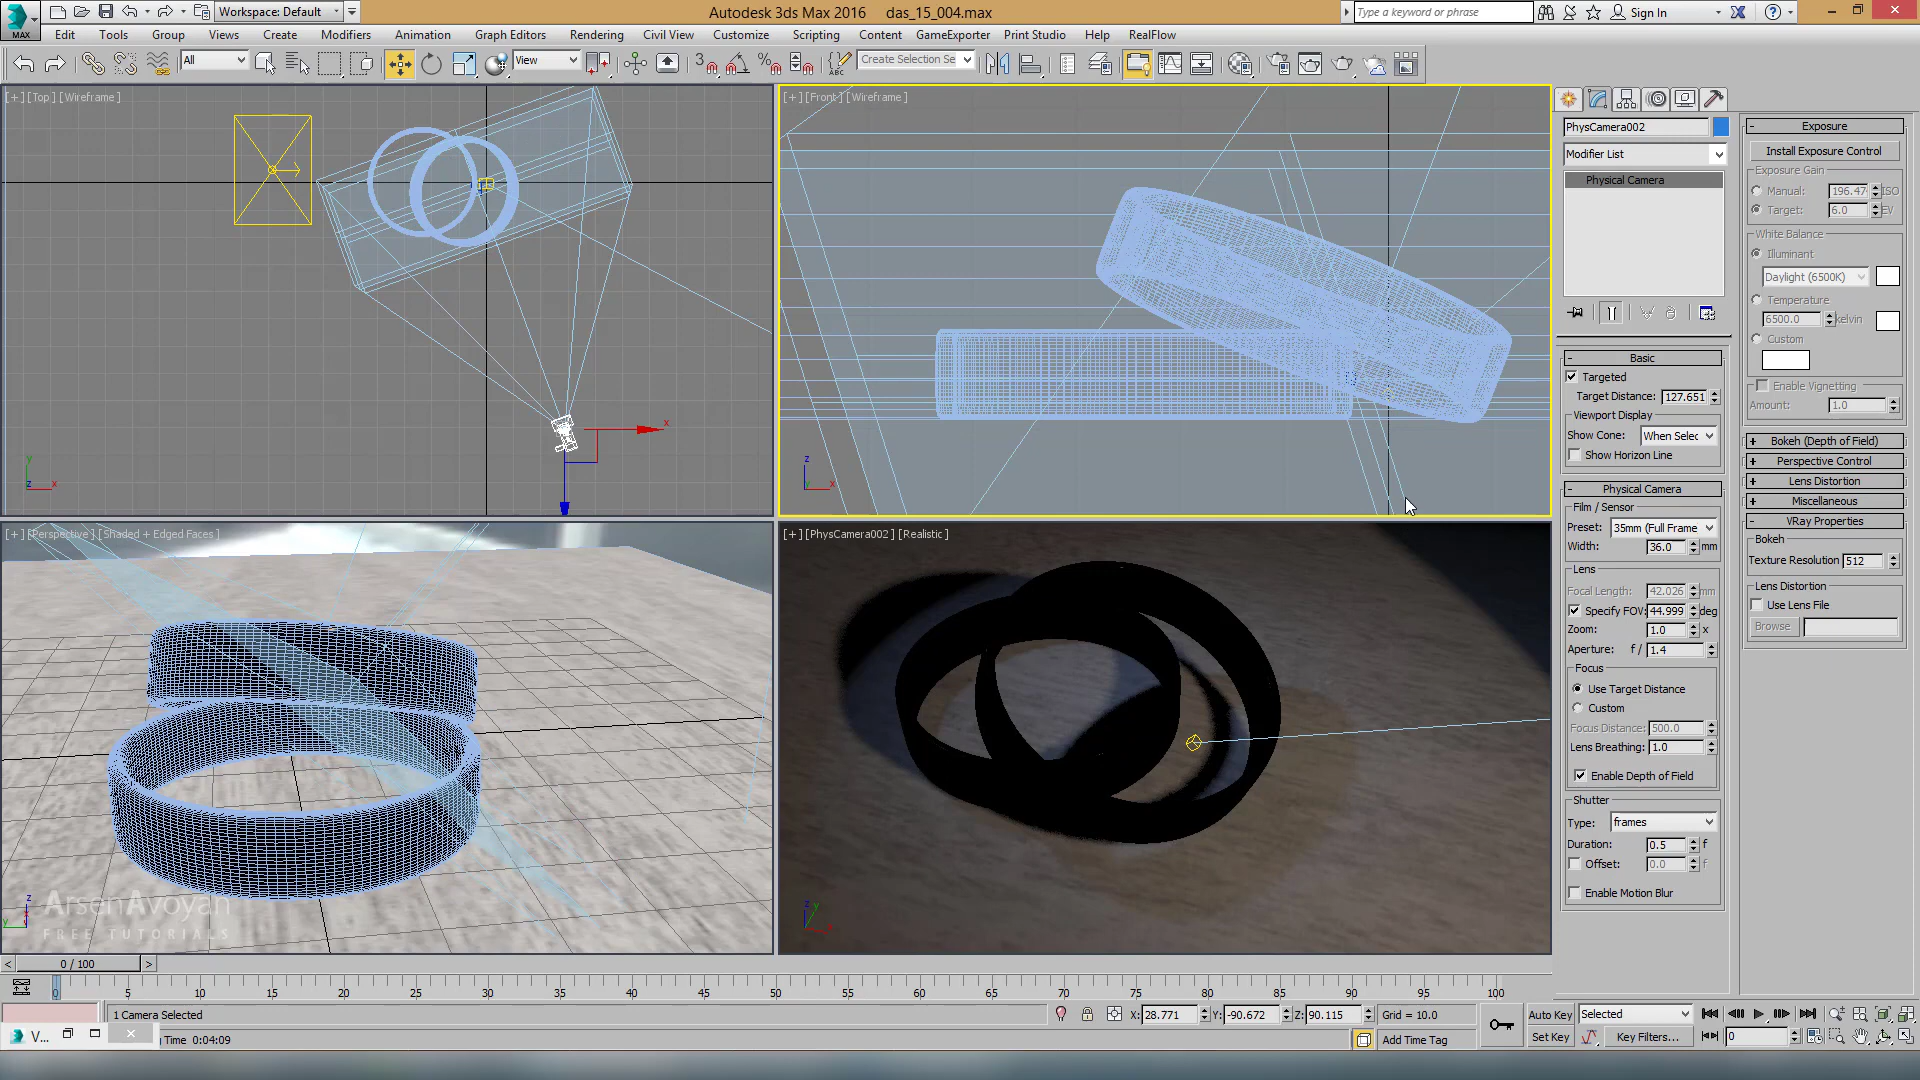 MAX
Workspace: Default
Autodesk 3ds Max 2016    das_15_004.max
Type a keyword or phrase
Sign In
Edit Tools Group Views Create Modifiers Animation Graph Editors Rendering Civil View Customize Scripting Content GameExporter Print Studio Help RealFlow
All
View
3
ABC
Create Selection Se
[+] [Top] [Wireframe]
[+] [Front] [Wireframe]
x
y
z x
z
y x
[+] [Perspective] [Shaded + Edged Faces]
[+] [PhysCamera002] [Realistic]
ArsenAvoyan
FREE TUTORIALS
PhysCamera002
Modifier List
Physical Camera
Basic
Targeted
Target Distance: 127.651
Viewport Display
Show Cone: When Selec
Show Horizon Line
Physical Camera
Film / Sensor
Preset: 35mm (Full Frame
Width: 36.0 mm
Lens
Focal Length: 42.026 mm
Specify FOV: 44.999 deg
Zoom: 1.0 x
Aperture: f / 1.4
Focus
Use Target Distance
Custom
Focus Distance: 500.0
Lens Breathing: 1.0
Enable Depth of Field
Shutter
Type: frames
Duration: 0.5 f
Offset: 0.0 f
Enable Motion Blur
Exposure
Install Exposure Control
Exposure Gain
Manual: 196.47 ISO
Target: 6.0 EV
White Balance
Illuminant
Daylight (6500K)
Temperature
6500.0 kelvin
Custom
Enable Vignetting
Amount: 1.0
Bokeh (Depth of Field)
Perspective Control
Lens Distortion
Miscellaneous
VRay Properties
Bokeh
Texture Resolution 512
Lens Distortion
Use Lens File
Browse
0 / 100
0 5 10 15 20 25 30 35 40 45 50 55 60 65 70 75 80 85 90 95 100
1 Camera Selected
X: 28.771 Y: -90.672 Z: 90.115 Grid = 10.0
Auto Key Selected
V...
Time 0:04:09
Add Time Tag
Set Key Key Filters... 0